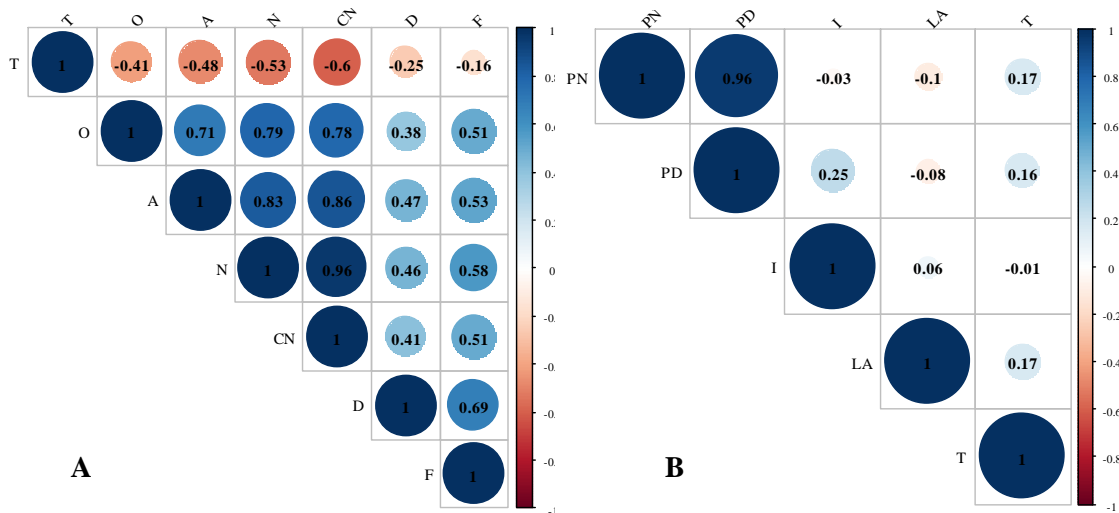 T O A N CN D F
T 1 -0.41 -0.48 -0.53 -0.6 -0.25 -0.16
O 1 0.71 0.79 0.78 0.38 0.51
A 1 0.83 0.86 0.47 0.53
N 1 0.96 0.46 0.58
CN 1 0.41 0.51
D 1 0.69
F 1
1
0
A
PN PD I LA T
PN 1 0.96 -0.03 -0.1 0.17
PD 1 0.25 -0.08 0.16
I 1 0.06 -0.01
LA 1 0.17
T 1
1
0.8
0.6
0.4
0.2
0
-0.2
-0.4
-0.6
-0.8
-1
B